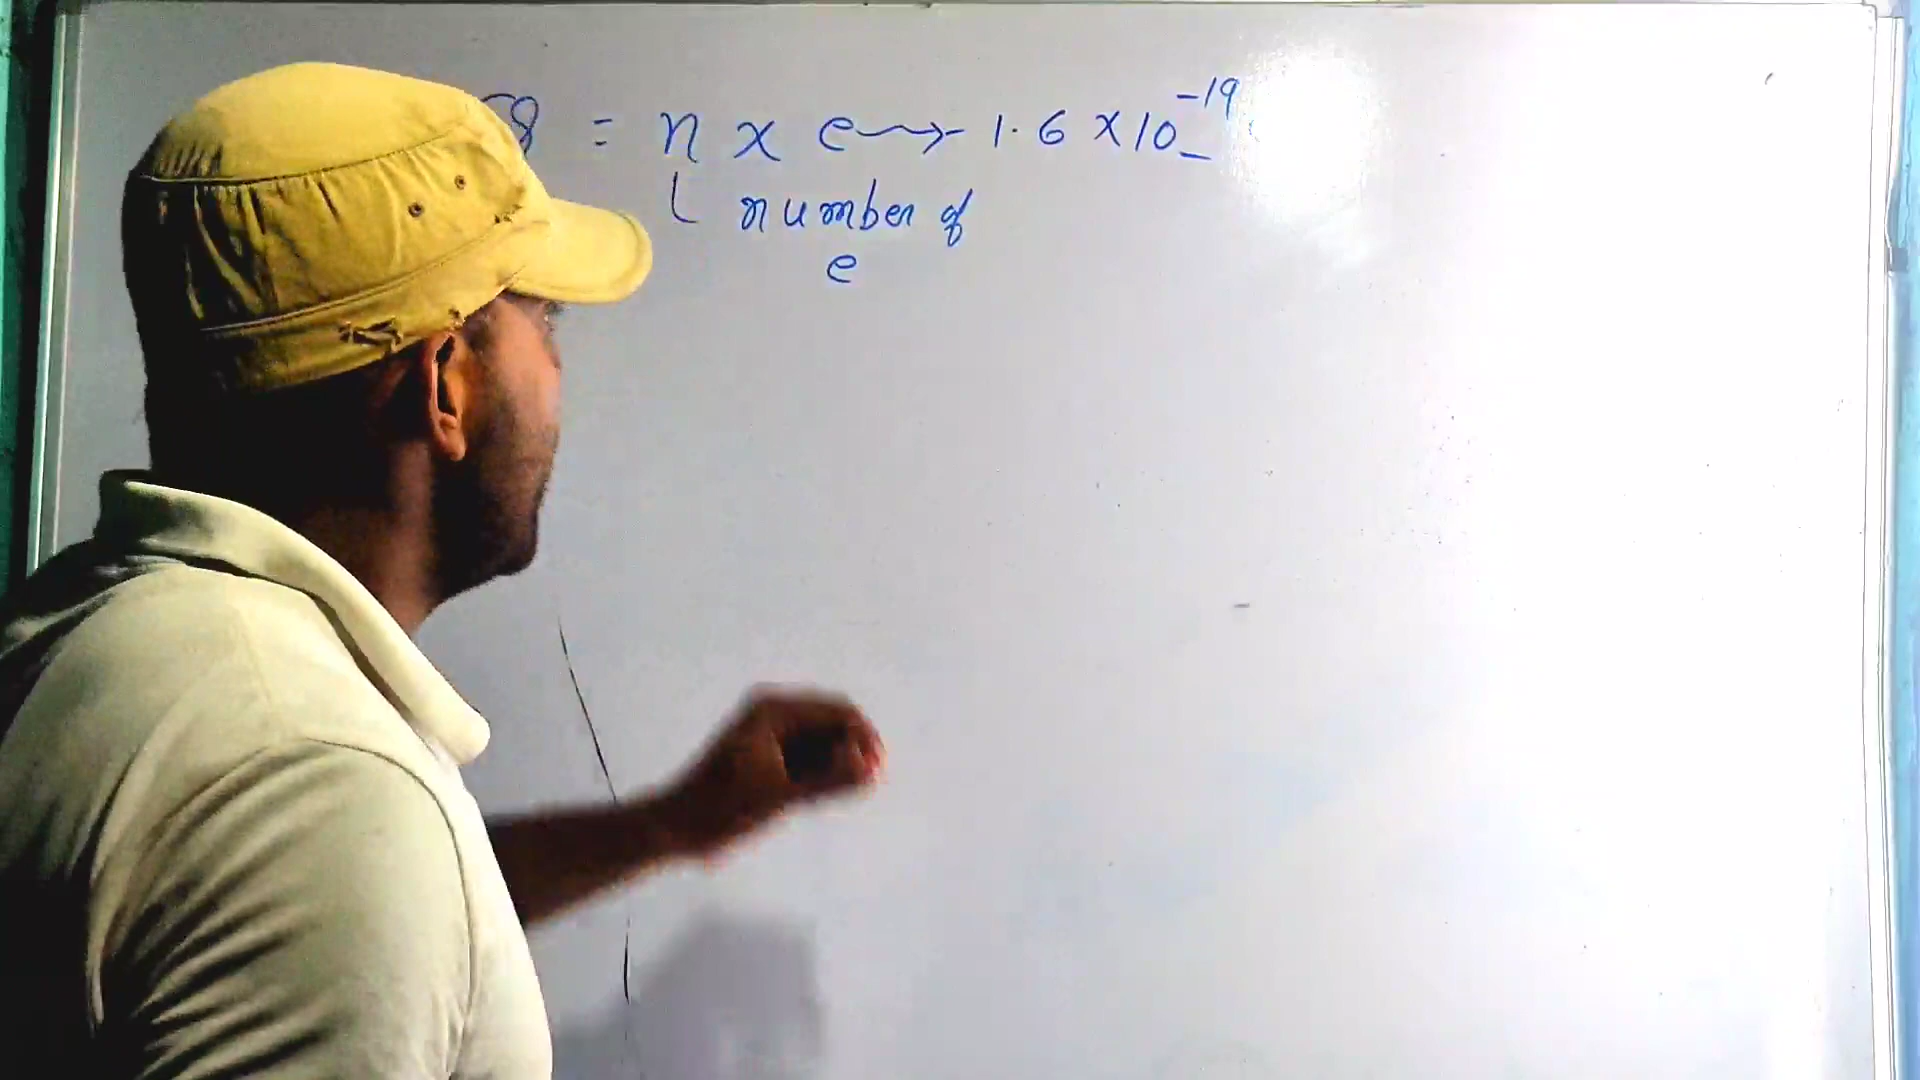 q = n x e → 1.6 x 10⁻¹⁹
number of
e